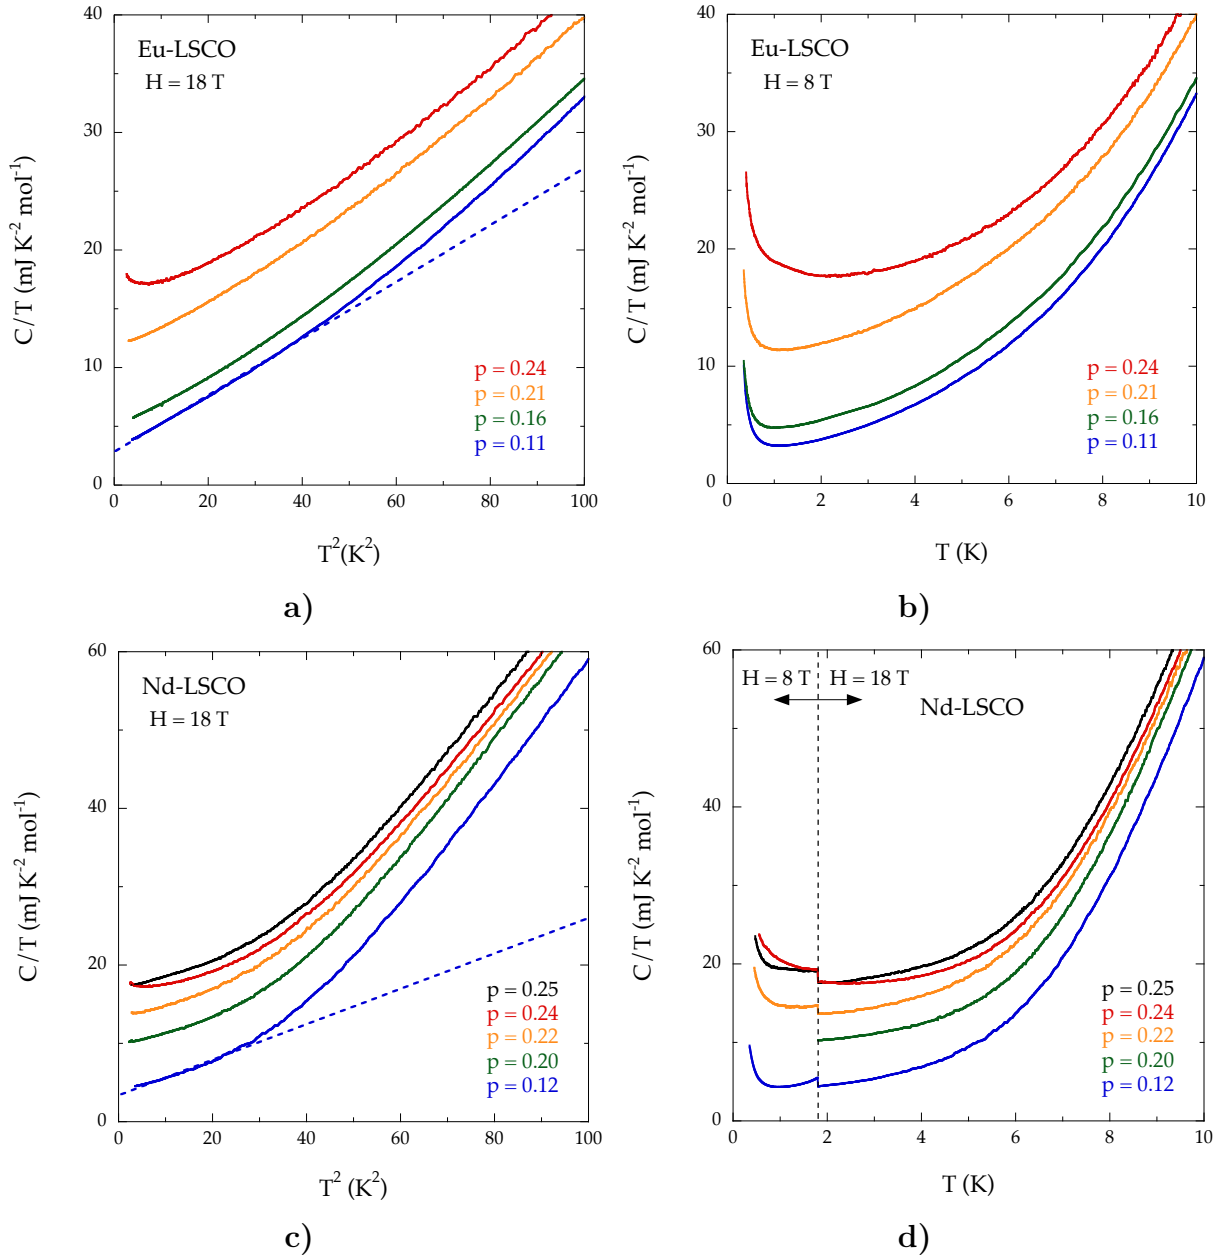 40
30
20
10
0
C/T (mJ K⁻² mol⁻¹)
Eu-LSCO
H = 18 T
p = 0.24
p = 0.21
p = 0.16
p = 0.11
0 20 40 60 80 100
T²(K²)
a)
40
30
20
10
0
C/T (mJ K⁻² mol⁻¹)
Eu-LSCO
H = 8 T
p = 0.24
p = 0.21
p = 0.16
p = 0.11
0 2 4 6 8 10
T (K)
b)
60
40
20
0
C/T (mJ K⁻² mol⁻¹)
Nd-LSCO
H = 18 T
p = 0.25
p = 0.24
p = 0.22
p = 0.20
p = 0.12
0 20 40 60 80 100
T² (K²)
c)
60
40
20
0
C/T (mJ K⁻² mol⁻¹)
H = 8 T H = 18 T
Nd-LSCO
p = 0.25
p = 0.24
p = 0.22
p = 0.20
p = 0.12
0 2 4 6 8 10
T (K)
d)